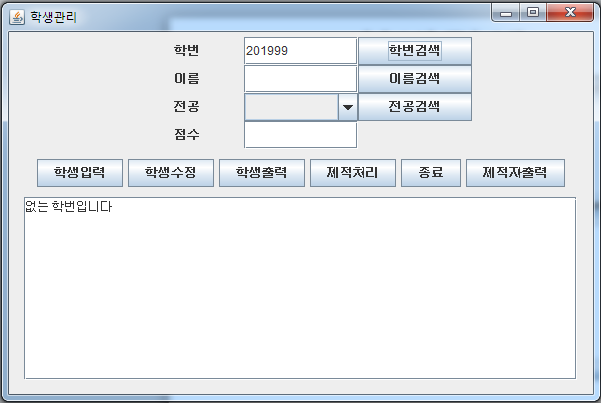 학생관리
학번 201999 학번검색
이름 이름검색
전공 전공검색
점수
학생입력 학생수정 학생출력 제적처리 종료 제적자출력
없는 학번입니다